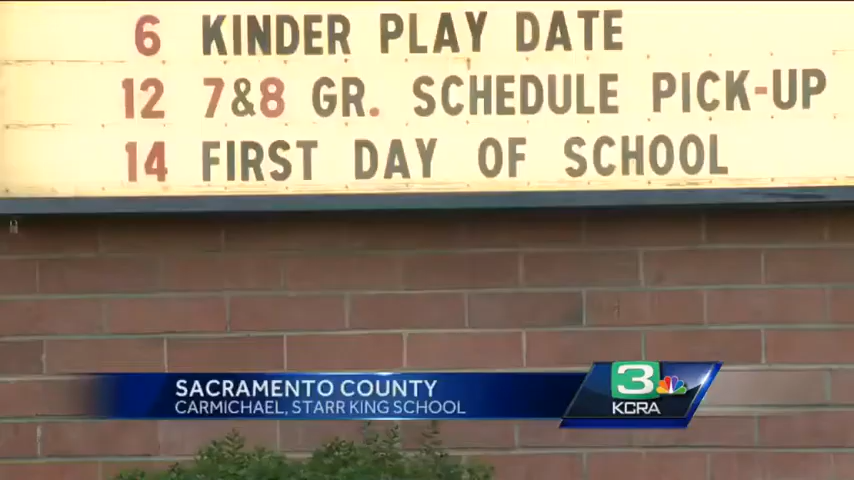 6 KINDER PLAY DATE
12 7&8 GR. SCHEDULE PICK-UP
14 FIRST DAY OF SCHOOL
SACRAMENTO COUNTY
CARMICHAEL, STARR KING SCHOOL
3
KCRA